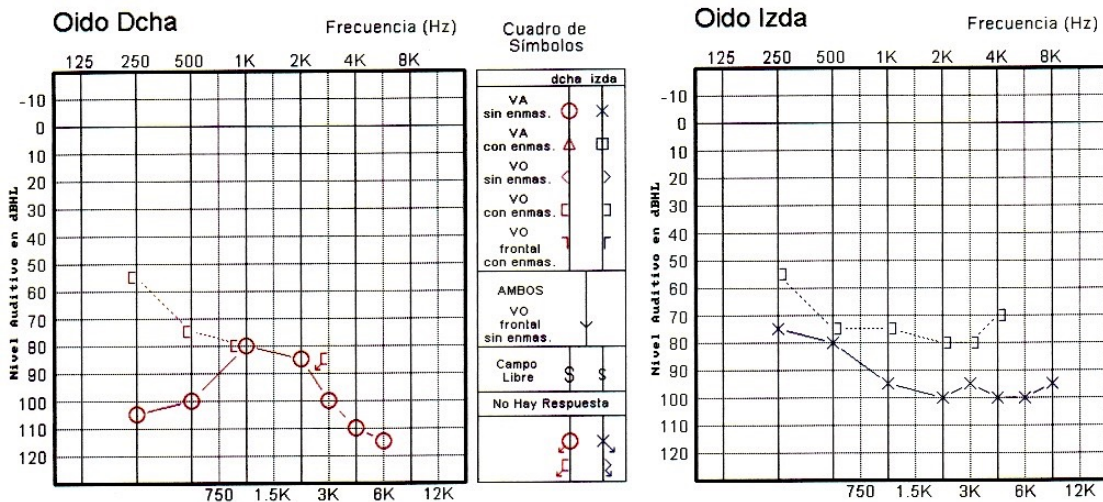 Oido Dcha
Frecuencia (Hz)
125 250 500 1K 2K 4K 8K
Nivel Auditivo en dBHL
-10
0
10
20
30
40
50
60
70
80
90
100
110
120
750 1.5K 3K 6K 12K
Cuadro de
Símbolos
dcha izda
VA
sin enmas.
VA
con enmas.
VO
sin enmas.
VO
con enmas.
VO
frontal
con enmas.
AMBOS
VO
frontal
sin enmas.
Campo
Libre
S s
No Hay Respuesta
Oido Izda
Frecuencia (Hz)
125 250 500 1K 2K 4K 8K
Nivel Auditivo en dBHL
-10
0
10
20
30
40
50
60
70
80
90
100
110
120
750 1.5K 3K 6K 12K